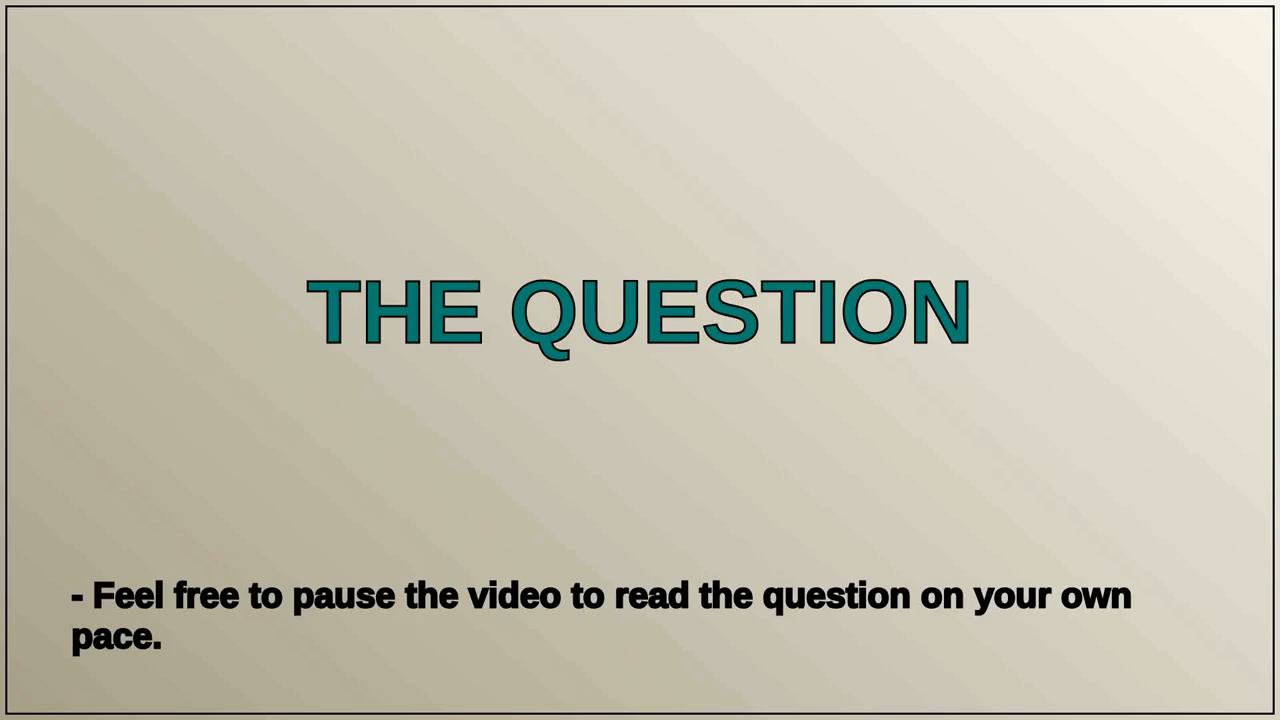 THE QUESTION
- Feel free to pause the video to read the question on your own
pace.